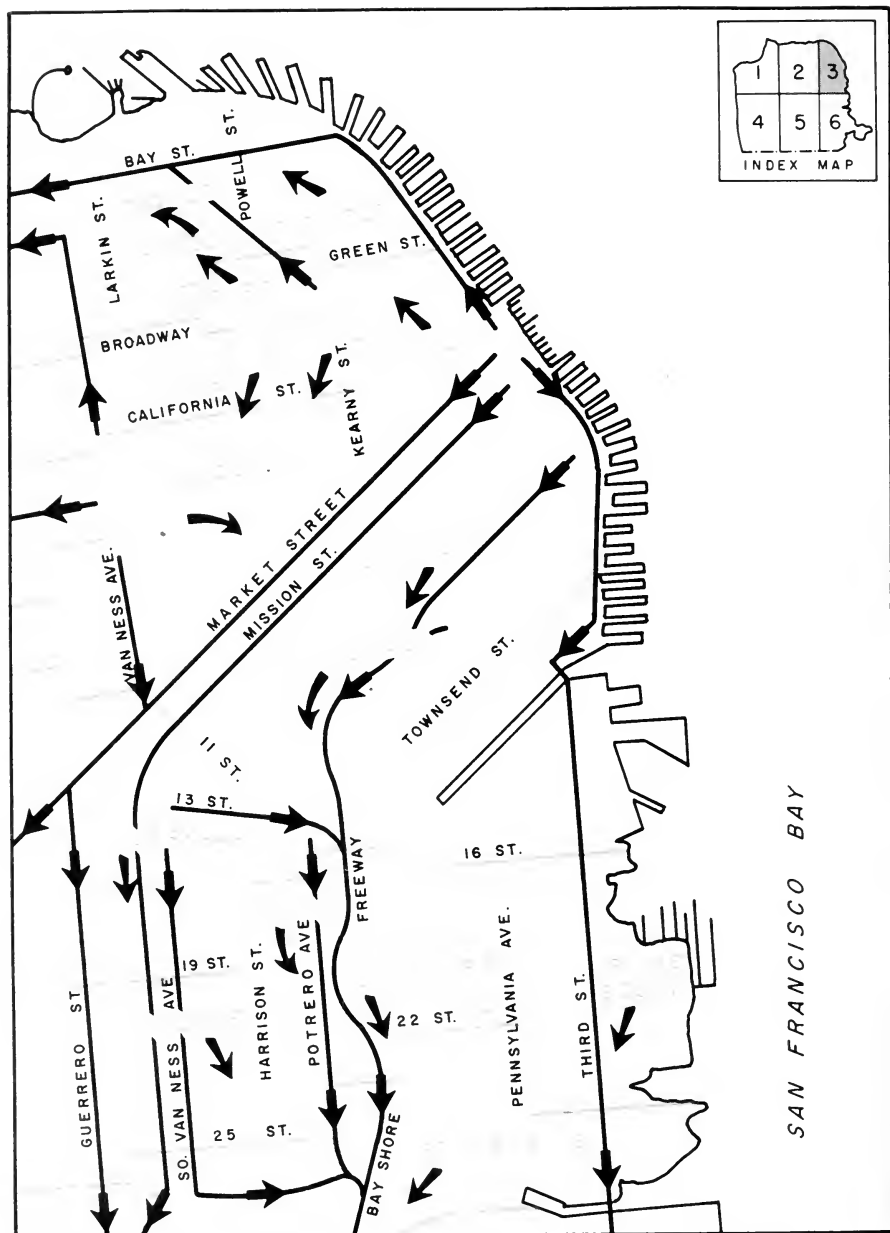 1 2 3
4 5 6
INDEX MAP
BAY ST.
POWELL ST.
LARKIN ST.
GREEN ST.
BROADWAY
CALIFORNIA ST.
KEARNY ST.
MARKET STREET
MISSION ST.
VAN NESS AVE.
TOWNSEND ST.
11 ST.
13 ST.
16 ST.
FREEWAY
19 ST.
HARRISON ST.
POTRERO AVE
22 ST.
PENNSYLVANIA AVE.
THIRD ST.
GUERRERO ST
SO. VAN NESS AVE
25 ST.
BAY SHORE
SAN FRANCISCO BAY